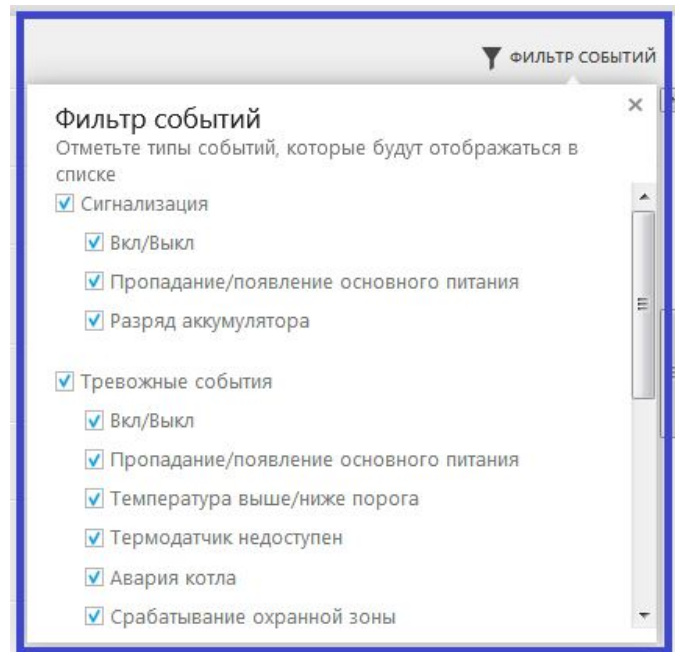 ФИЛЬТР СОБЫТИЙ
Фильтр событий
Отметьте типы событий, которые будут отображаться в
списке
Сигнализация
Вкл/Выкл
Пропадание/появление основного питания
Разряд аккумулятора
Тревожные события
Вкл/Выкл
Пропадание/появление основного питания
Температура выше/ниже порога
Термодатчик недоступен
Авария котла
Срабатывание охранной зоны